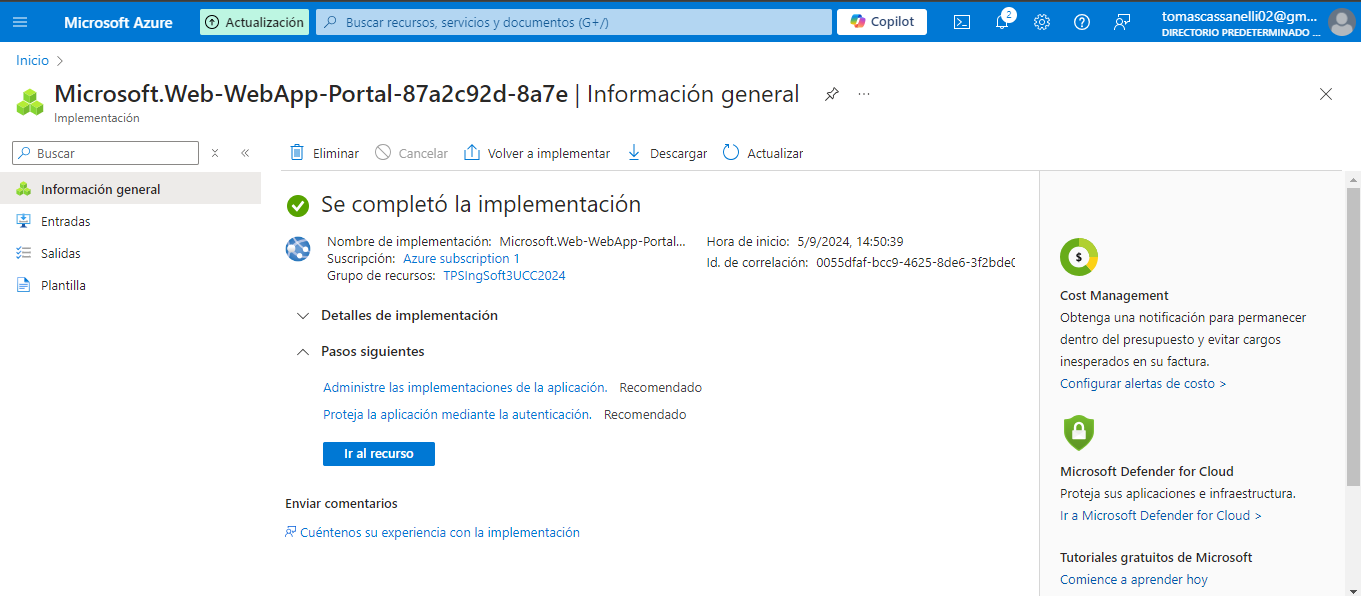 Microsoft Azure
Actualización
Buscar recursos, servicios y documentos (G+/)
Copilot
2
tomascassanelli02@gm...
DIRECTORIO PREDETERMINADO ...
Inicio >
Microsoft.Web-WebApp-Portal-87a2c92d-8a7e | Información general ...
Implementación
Buscar
Información general
Entradas
Salidas
Plantilla
Eliminar
Cancelar
Volver a implementar
Descargar
Actualizar
Se completó la implementación
Nombre de implementación: Microsoft.Web-WebApp-Portal...
Suscripción: Azure subscription 1
Grupo de recursos: TPSIngSoft3UCC2024
Hora de inicio: 5/9/2024, 14:50:39
Id. de correlación: 0055dfaf-bcc9-4625-8de6-3f2bde0
Detalles de implementación
Pasos siguientes
Administre las implementaciones de la aplicación. Recomendado
Proteja la aplicación mediante la autenticación. Recomendado
Ir al recurso
Enviar comentarios
Cuéntenos su experiencia con la implementación
$
Cost Management
Obtenga una notificación para permanecer
dentro del presupuesto y evitar cargos
inesperados en su factura.
Configurar alertas de costo >
Microsoft Defender for Cloud
Proteja sus aplicaciones e infraestructura.
Ir a Microsoft Defender for Cloud >
Tutoriales gratuitos de Microsoft
Comience a aprender hoy